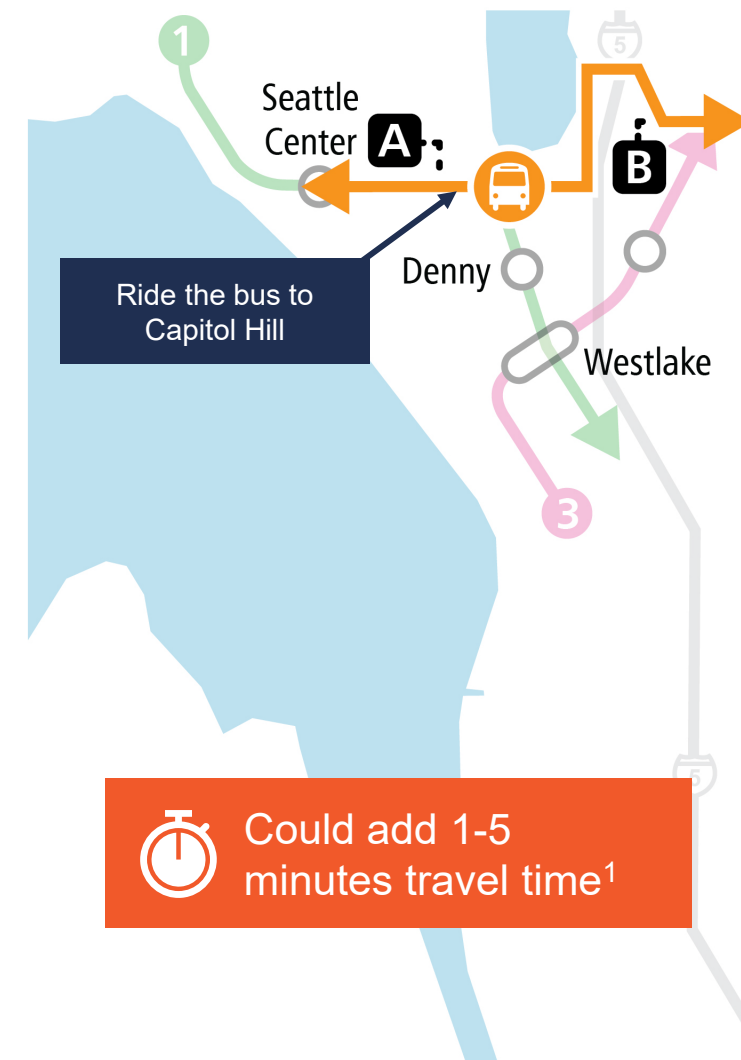 1
5
Seattle
Center
A
B
Ride the bus to
Capitol Hill
Denny
Westlake
3
5
Could add 1-5
minutes travel time¹